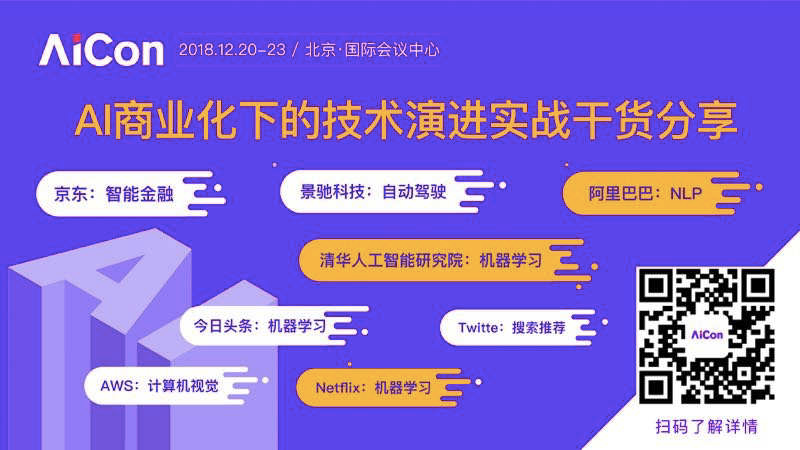 AiCon 2018.12.20-23 / 北京·国际会议中心
AI商业化下的技术演进实战干货分享
京东：智能金融
景驰科技：自动驾驶
阿里巴巴：NLP
清华人工智能研究院：机器学习
今日头条：机器学习
Twitte：搜索推荐
AWS：计算机视觉
Netflix：机器学习
AiCon
扫码了解详情
AI